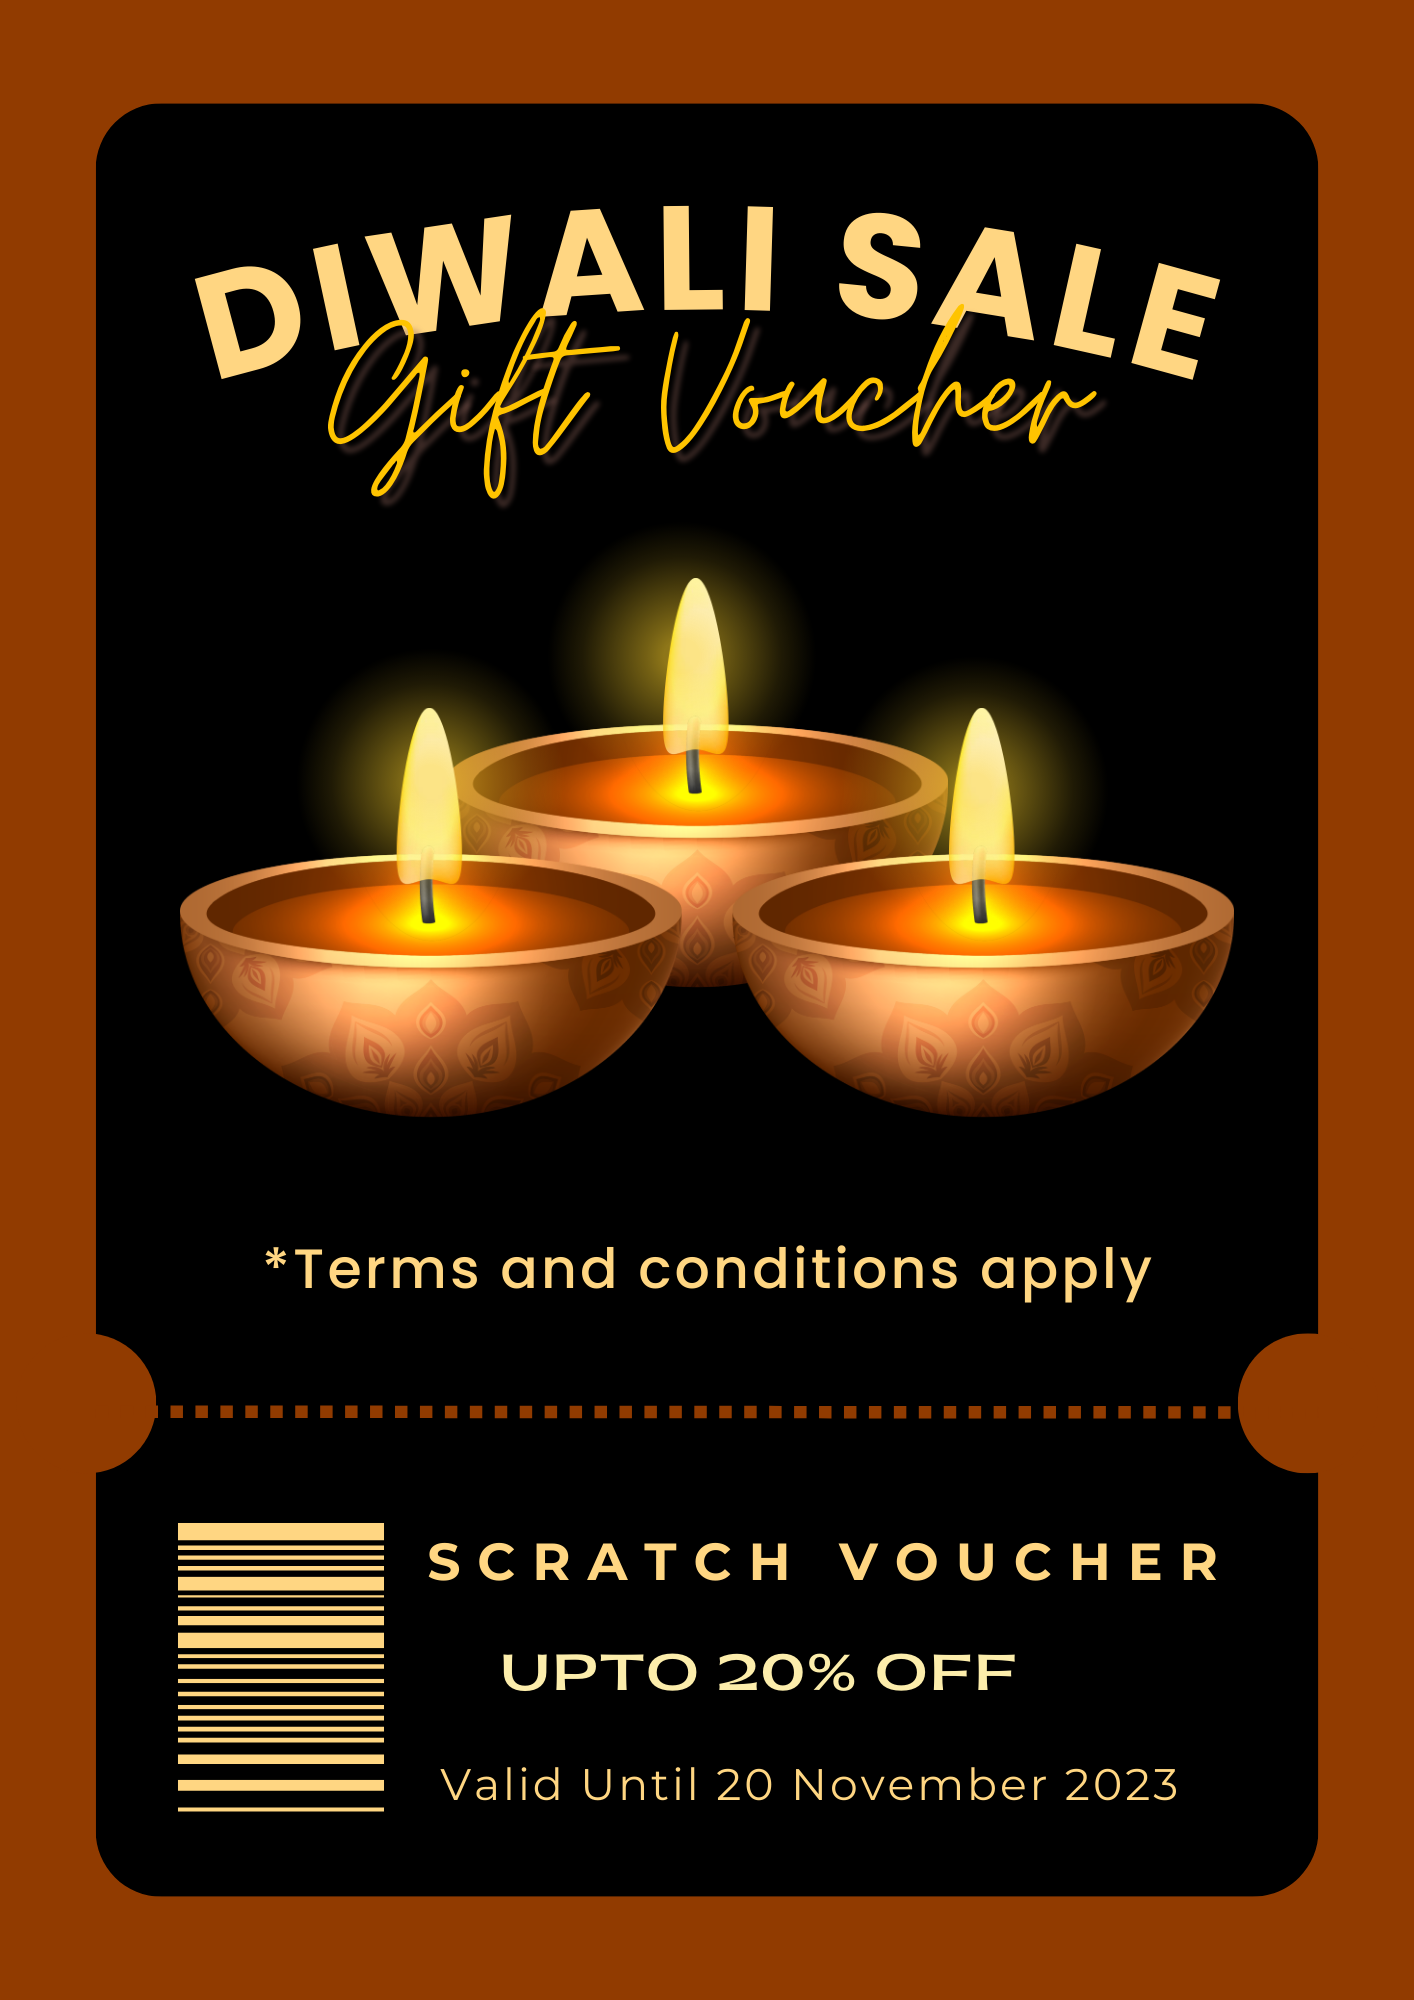 DIWALI SALE
Gift Voucher
*Terms and conditions apply
SCRATCH VOUCHER
UPTO 20% OFF
Valid Until 20 November 2023